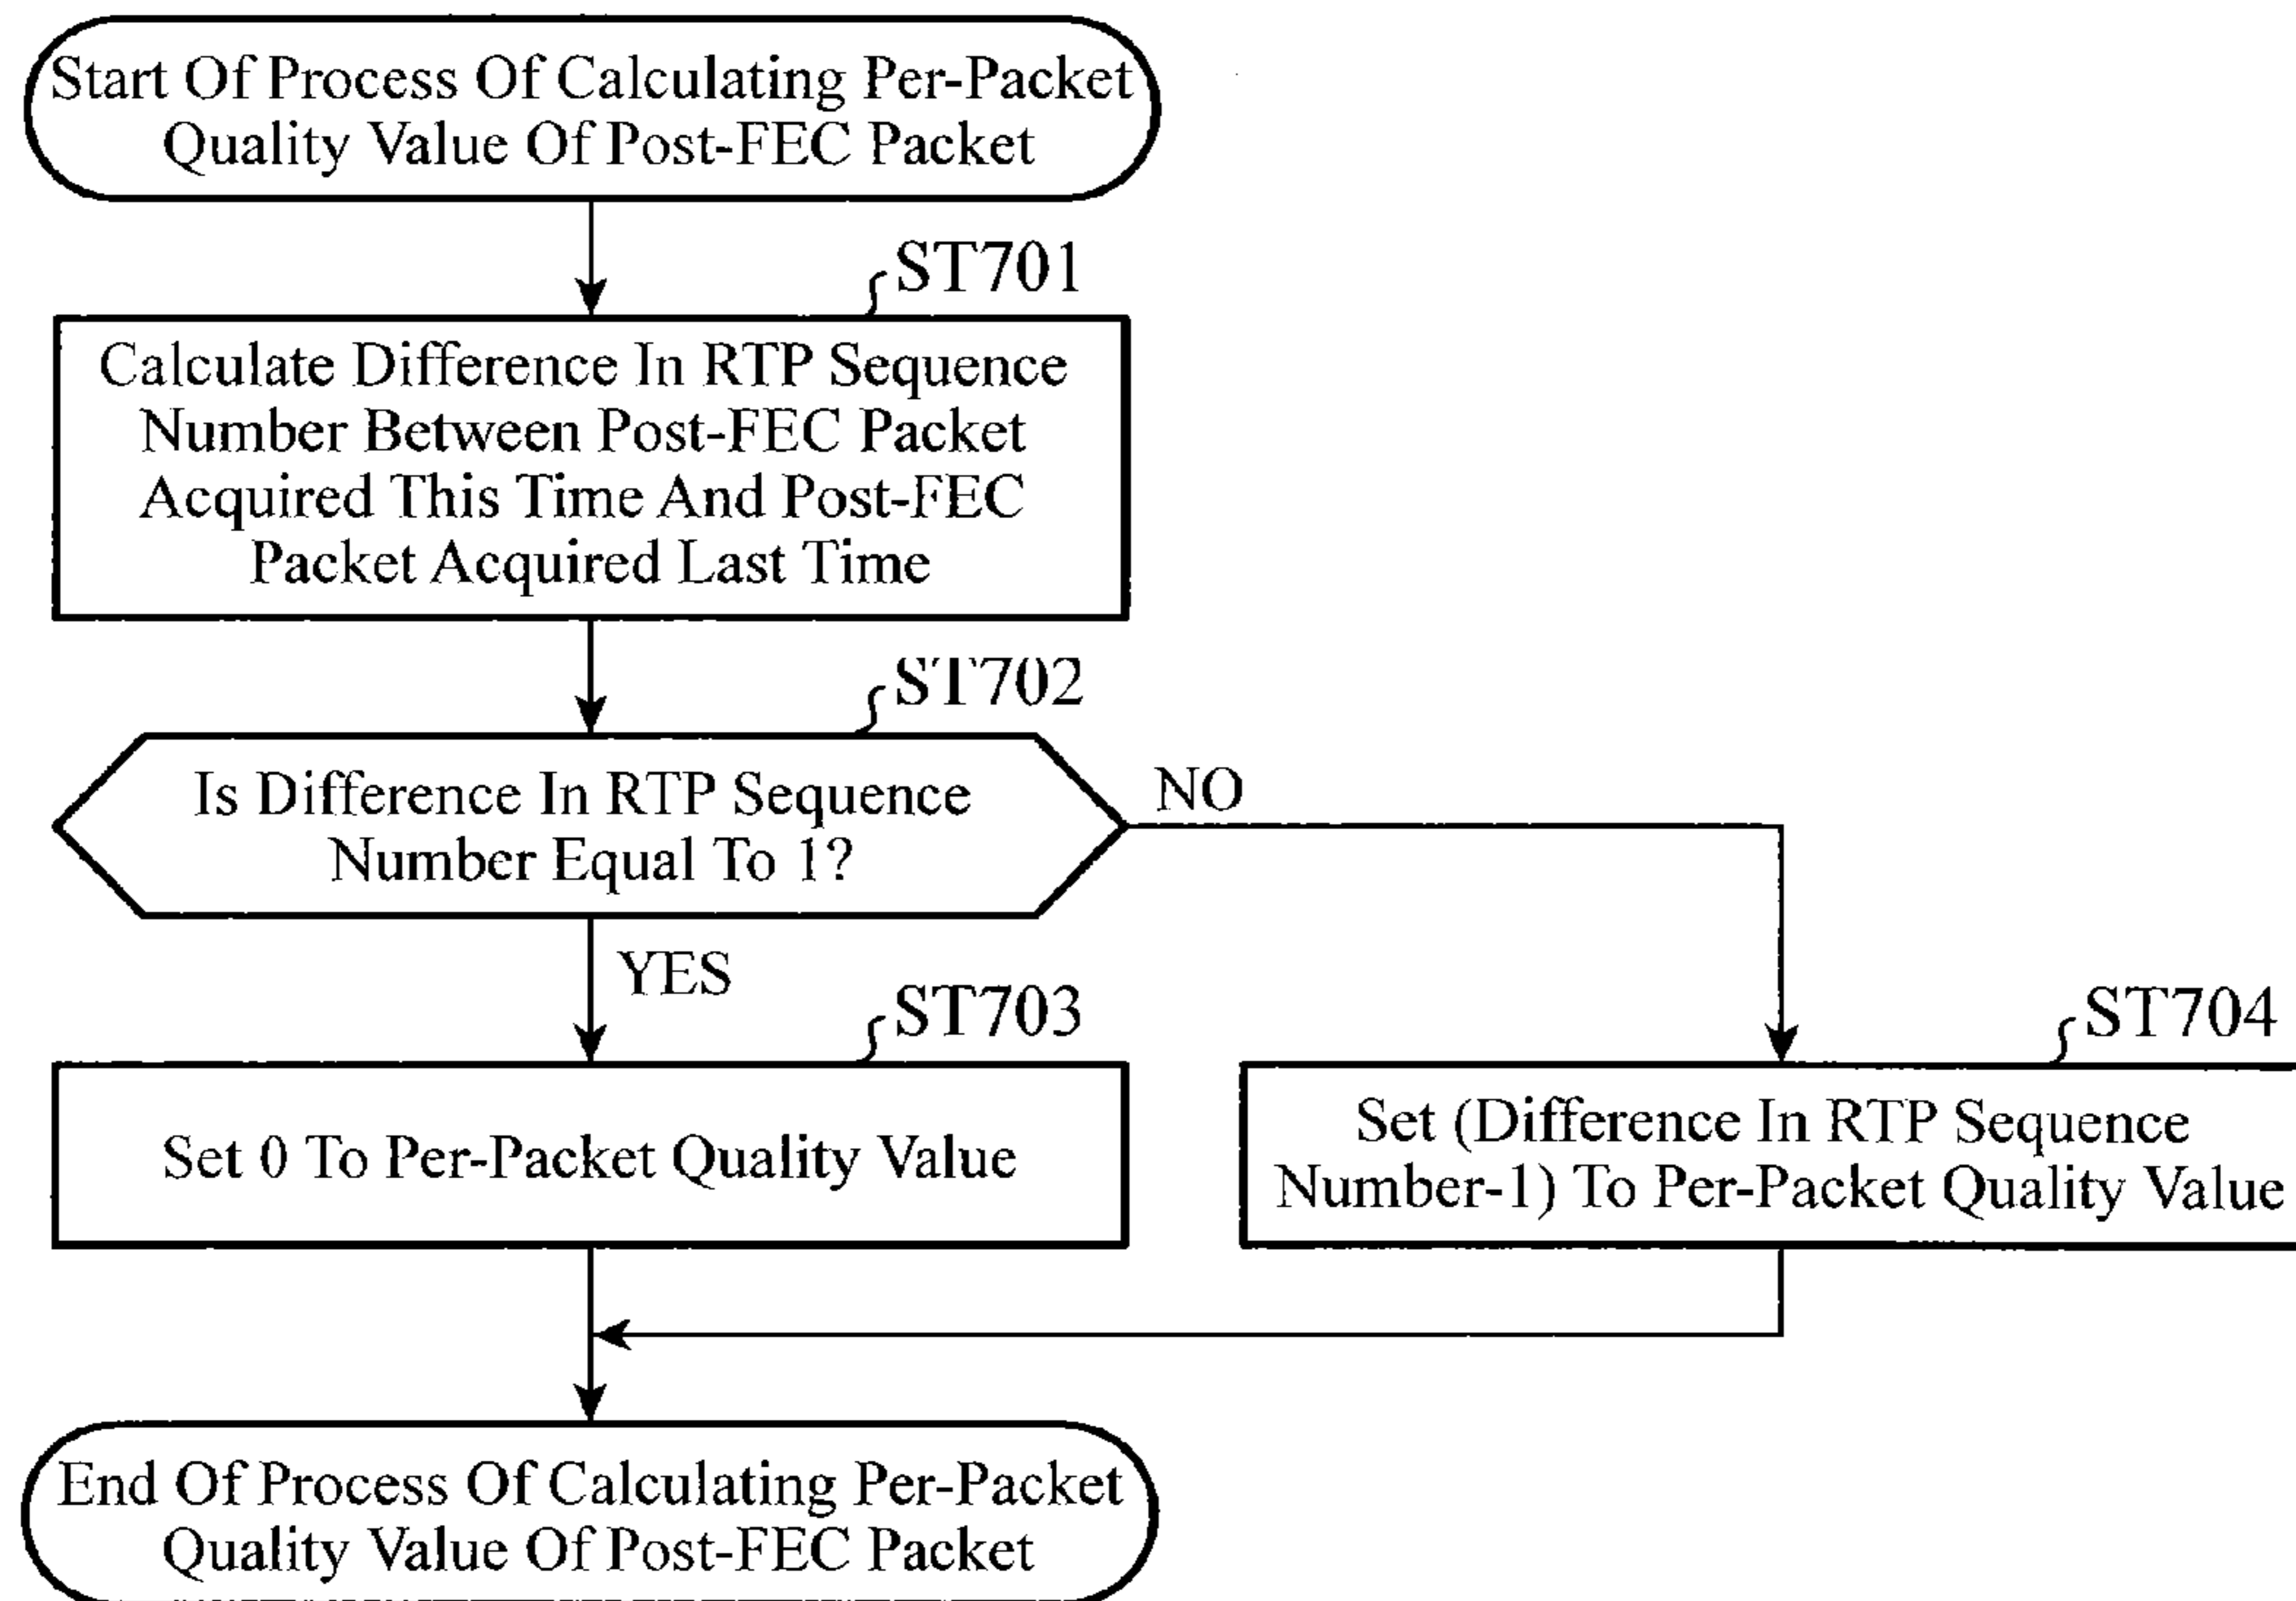 Start Of Process Of Calculating Per-Packet
Quality Value Of Post-FEC Packet
ST701
Calculate Difference In RTP Sequence
Number Between Post-FEC Packet
Acquired This Time And Post-FEC
Packet Acquired Last Time
ST702
Is Difference In RTP Sequence
Number Equal To 1?
NO
YES
ST703
Set 0 To Per-Packet Quality Value
ST704
Set (Difference In RTP Sequence
Number-1) To Per-Packet Quality Value
End Of Process Of Calculating Per-Packet
Quality Value Of Post-FEC Packet